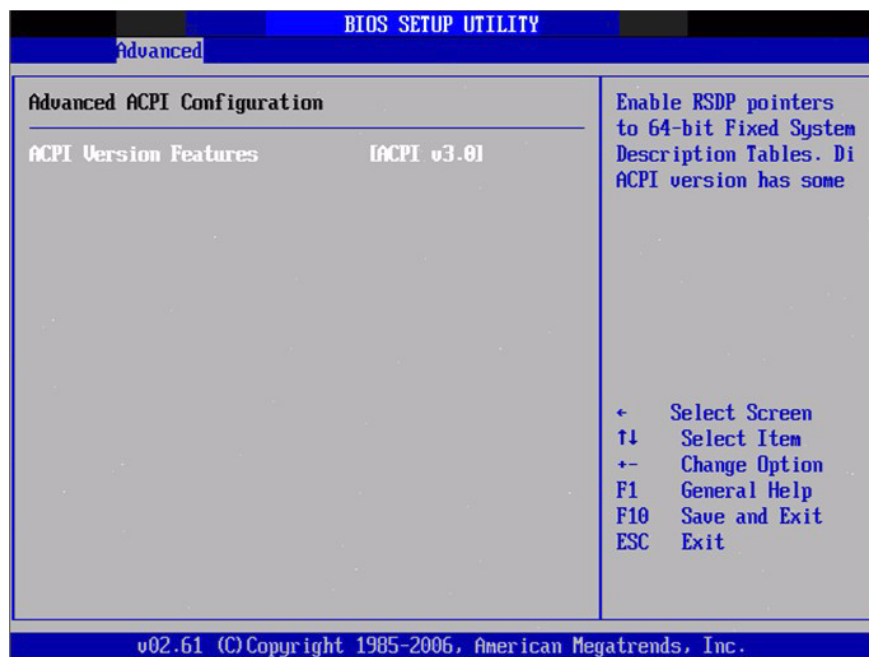 BIOS SETUP UTILITY
Advanced
Advanced ACPI Configuration
ACPI Version Features [ACPI v3.0]
Enable RSDP pointers
to 64-bit Fixed System
Description Tables. Di
ACPI version has some
← Select Screen
↑↓ Select Item
+- Change Option
F1 General Help
F10 Save and Exit
ESC Exit
v02.61 (C)Copyright 1985-2006, American Megatrends, Inc.